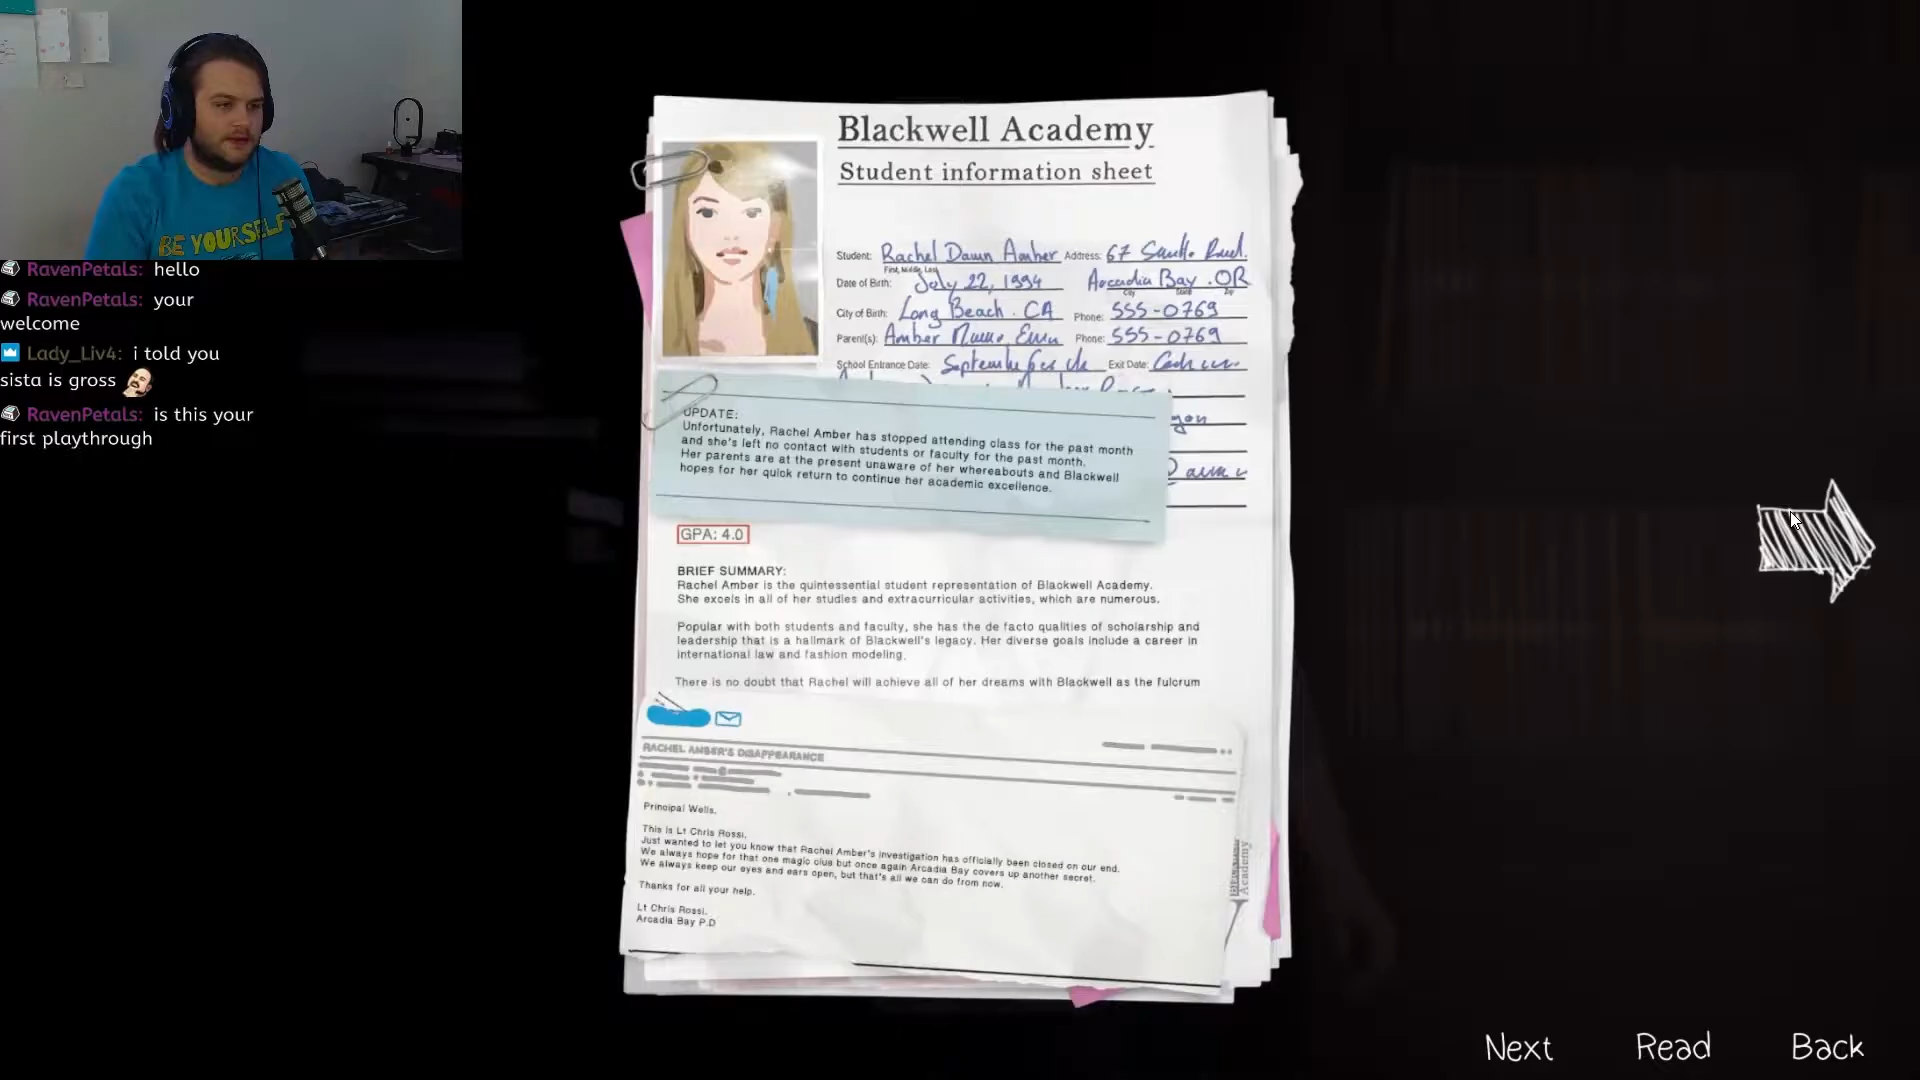 BE YOURSELF
RavenPetals: hello
RavenPetals: your
welcome
Lady_Liv4: i told you
sista is gross
RavenPetals: is this your
first playthrough
Blackwell Academy
Student information sheet
Student: Rachel Dawn Amber Address: 67
First, Middle, Last
Date of Birth: July 22, 1994 Arcadia Bay . OR
City State Zip
City of Birth: Long Beach . CA Phone: 555-0769
Parent(s): Amber Phone: 555-0769
School Entrance Date: Exit Date:
UPDATE:
Unfortunately, Rachel Amber has stopped attending class for the past month
and she's left no contact with students or faculty for the past month.
Her parents are at the present unaware of her whereabouts and Blackwell
hopes for her quick return to continue her academic excellence.
GPA: 4.0
BRIEF SUMMARY:
Rachel Amber is the quintessential student representation of Blackwell Academy.
She excels in all of her studies and extracurricular activities, which are numerous.
Popular with both students and faculty, she has the de facto qualities of scholarship and
leadership that is a hallmark of Blackwell's legacy. Her diverse goals include a career in
international law and fashion modeling.
There is no doubt that Rachel will achieve all of her dreams with Blackwell as the fulcrum
RACHEL AMBER'S DISAPPEARANCE
Principal Wells,
This is Lt Chris Rossi.
Just wanted to let you know that Rachel Amber's investigation has officially been closed on our end.
We always hope for that one magic clue but once again Arcadia Bay covers up another secret.
We always keep our eyes and ears open, but that's all we can do from now.
Thanks for all your help.
Lt Chris Rossi.
Arcadia Bay P.D
Academy
Next Read Back